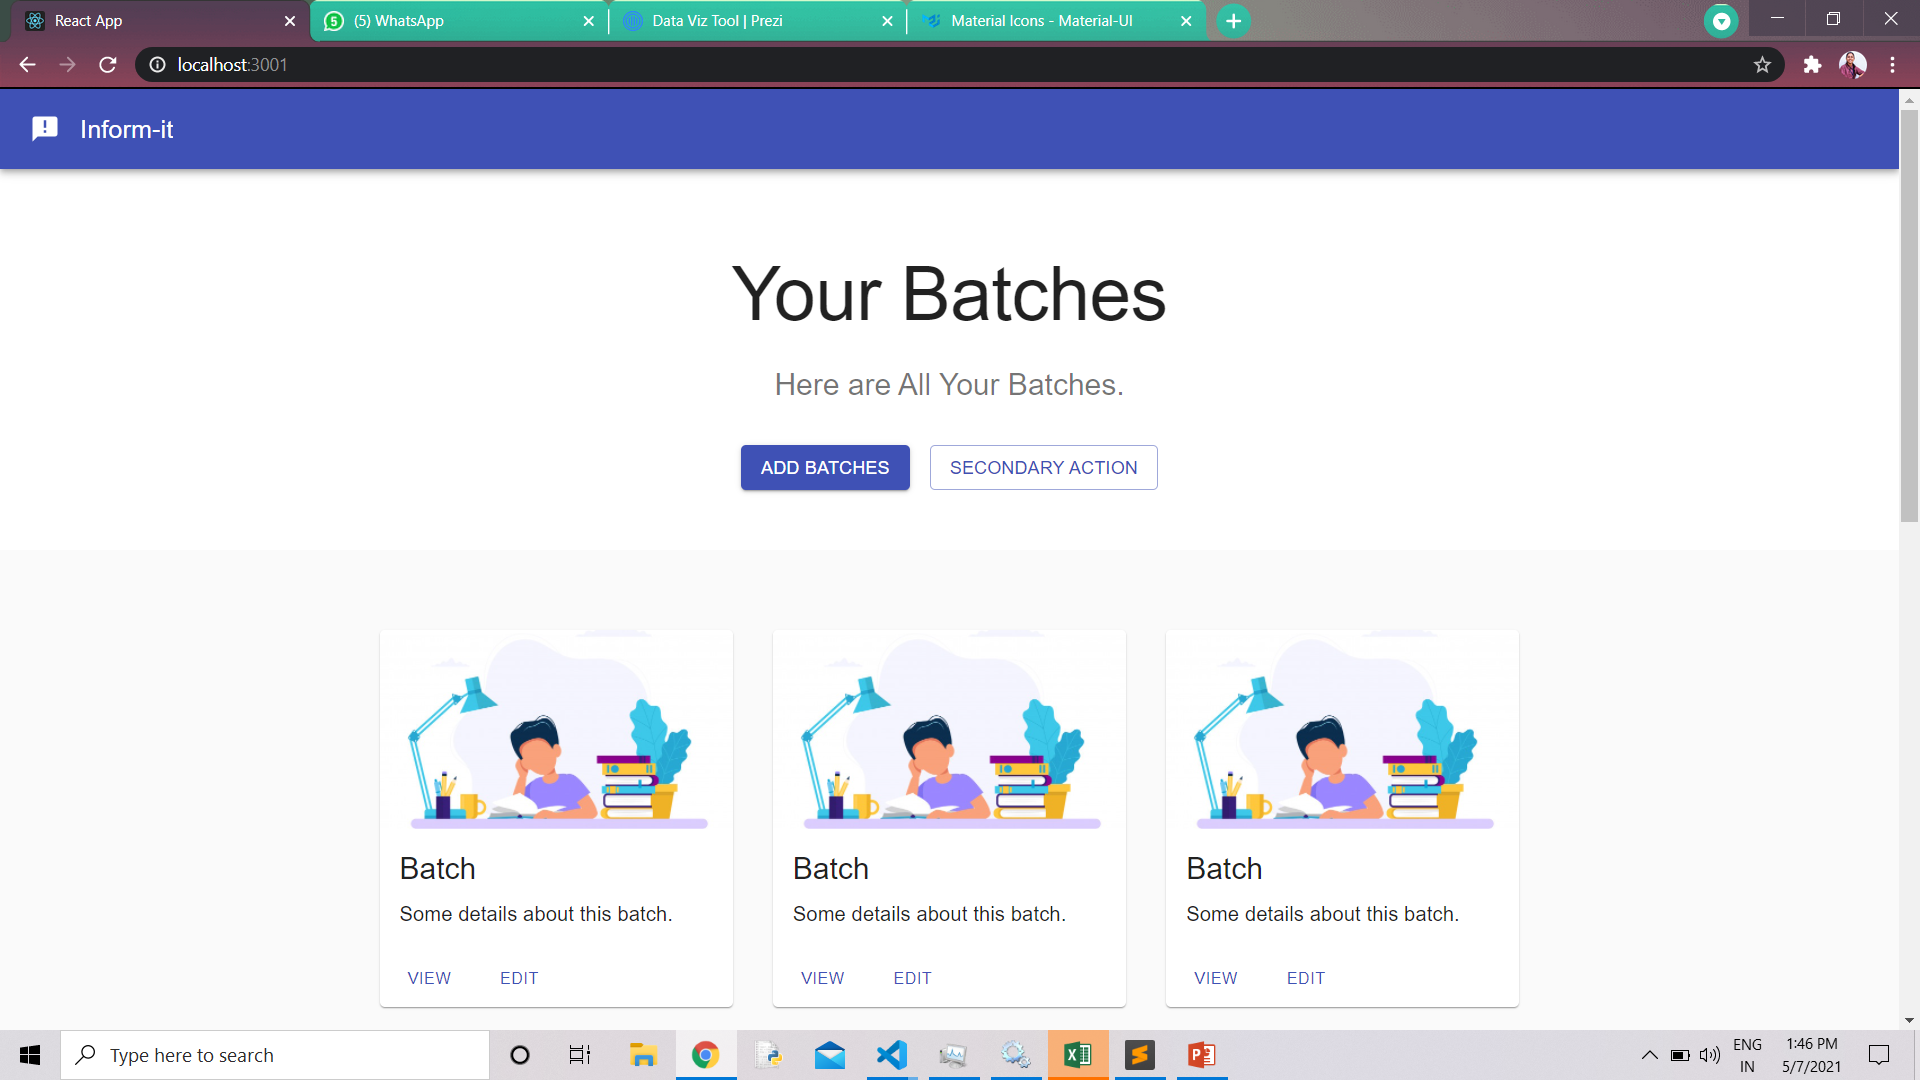 React App
(5) WhatsApp
Data Viz Tool | Prezi
Material Icons - Material-UI
localhost:3001
Inform-it
Your Batches
Here are All Your Batches.
ADD BATCHES
SECONDARY ACTION
Batch
Some details about this batch.
VIEW EDIT
Batch
Some details about this batch.
VIEW EDIT
Batch
Some details about this batch.
VIEW EDIT
Type here to search
ENG
IN
1:46 PM
5/7/2021